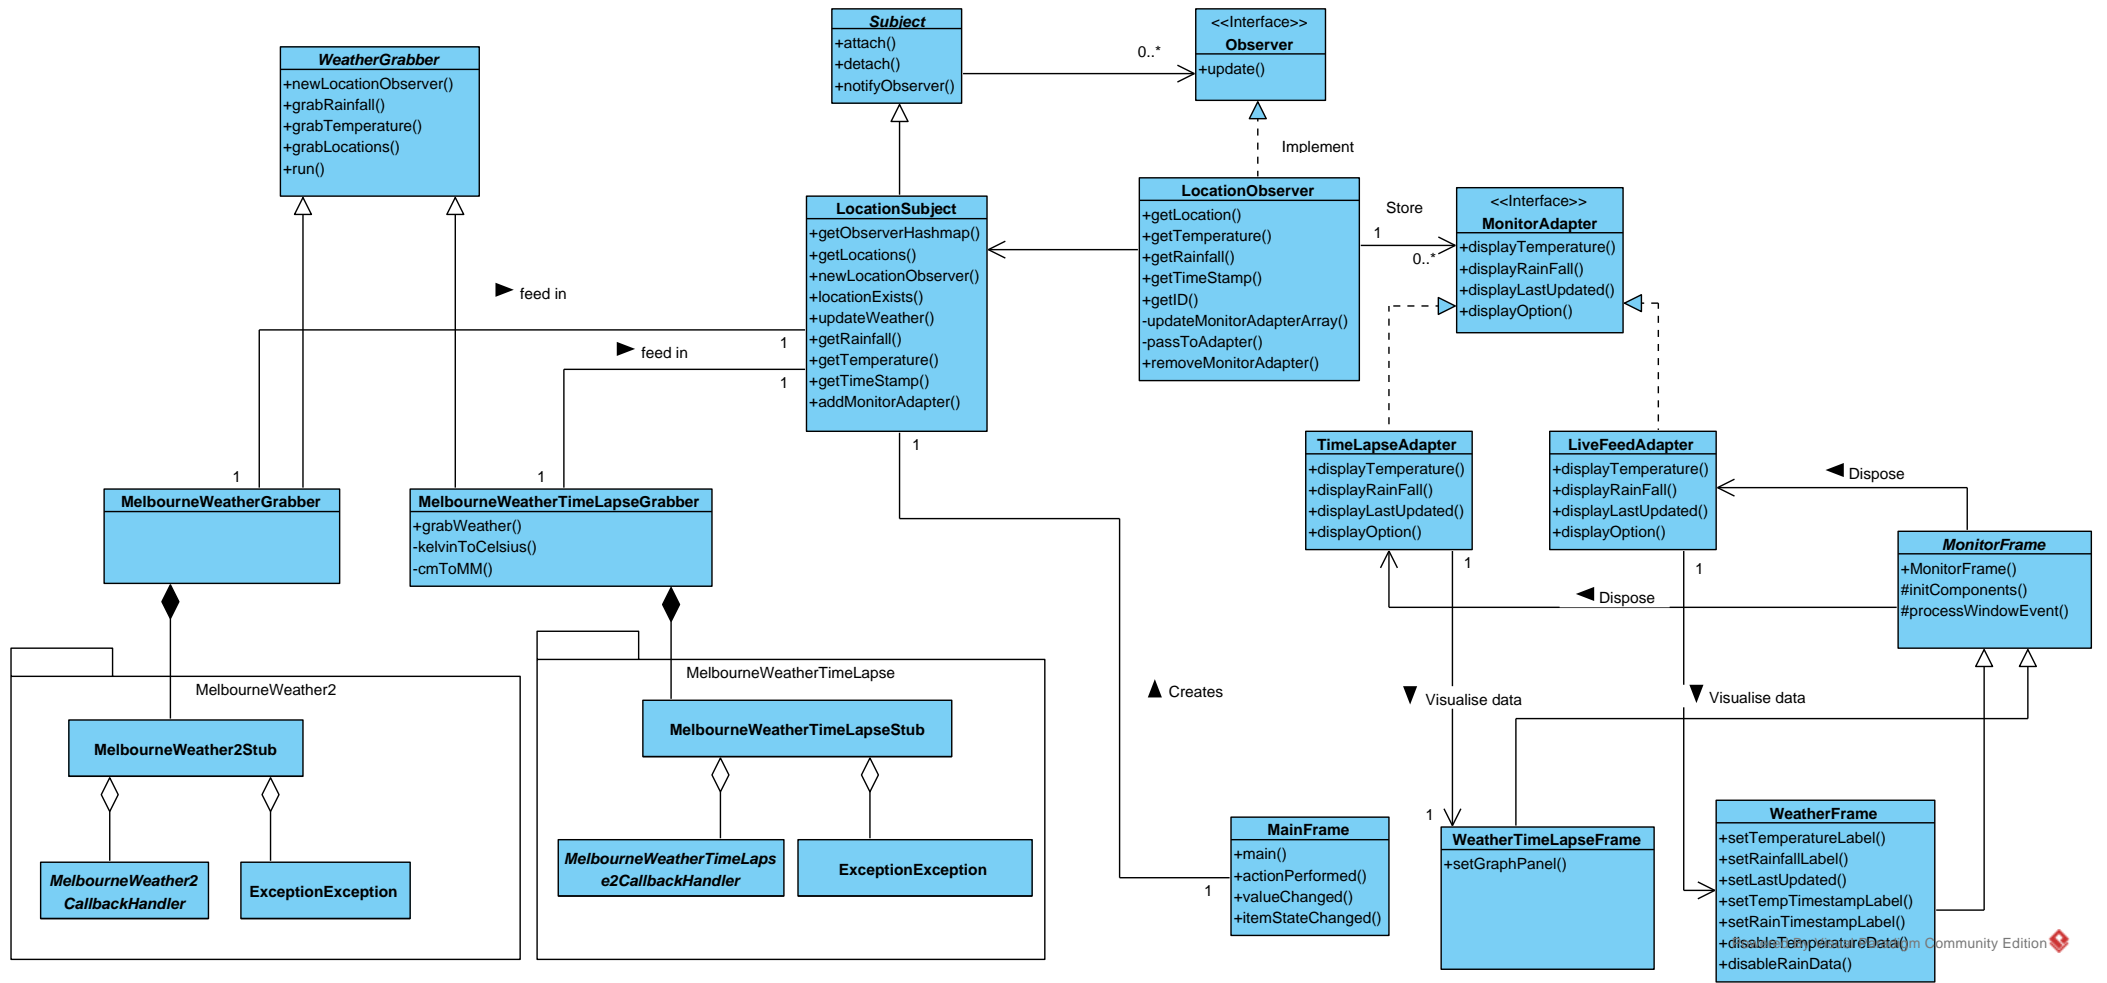 Subject
+attach()
+detach()
+notifyObserver()
0..*
<<Interface>>
Observer
+update()
WeatherGrabber
+newLocationObserver()
+grabRainfall()
+grabTemperature()
+grabLocations()
+run()
Implement
LocationSubject
+getObserverHashmap()
+getLocations()
+newLocationObserver()
+locationExists()
+updateWeather()
+getRainfall()
+getTemperature()
+getTimeStamp()
+addMonitorAdapter()
LocationObserver
+getLocation()
+getTemperature()
+getRainfall()
+getTimeStamp()
+getID()
-updateMonitorAdapterArray()
-passToAdapter()
+removeMonitorAdapter()
Store
1
0..*
<<Interface>>
MonitorAdapter
+displayTemperature()
+displayRainFall()
+displayLastUpdated()
+displayOption()
feed in
1
feed in
1
1
1
1
MelbourneWeatherGrabber
MelbourneWeatherTimeLapseGrabber
+grabWeather()
-kelvinToCelsius()
-cmToMM()
TimeLapseAdapter
+displayTemperature()
+displayRainFall()
+displayLastUpdated()
+displayOption()
LiveFeedAdapter
+displayTemperature()
+displayRainFall()
+displayLastUpdated()
+displayOption()
Dispose
MonitorFrame
+MonitorFrame()
#initComponents()
#processWindowEvent()
1
1
Dispose
MelbourneWeather2
MelbourneWeather2Stub
MelbourneWeather2
CallbackHandler
ExceptionException
MelbourneWeatherTimeLapse
MelbourneWeatherTimeLapseStub
MelbourneWeatherTimeLaps
e2CallbackHandler
ExceptionException
Creates
Visualise data
Visualise data
1
1
MainFrame
+main()
+actionPerformed()
+valueChanged()
+itemStateChanged()
WeatherTimeLapseFrame
+setGraphPanel()
WeatherFrame
+setTemperatureLabel()
+setRainfallLabel()
+setLastUpdated()
+setTempTimestampLabel()
+setRainTimestampLabel()
+disableTemperatureData()
+disableRainData()
Powered By Visual Paradigm Community Edition